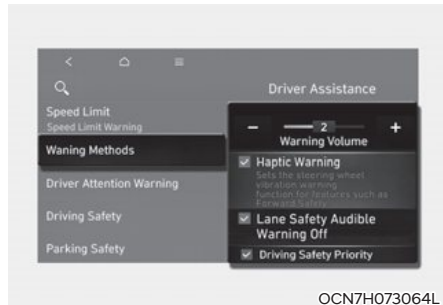 Driver Assistance
Speed Limit
Speed Limit Warning
Waning Methods
Driver Attention Warning
Driving Safety
Parking Safety
− 2 +
Warning Volume
Haptic Warning
Sets the steering wheel
vibration warning
function for features such as
Forward Safety
Lane Safety Audible
Warning Off
Driving Safety Priority
OCN7H073064L